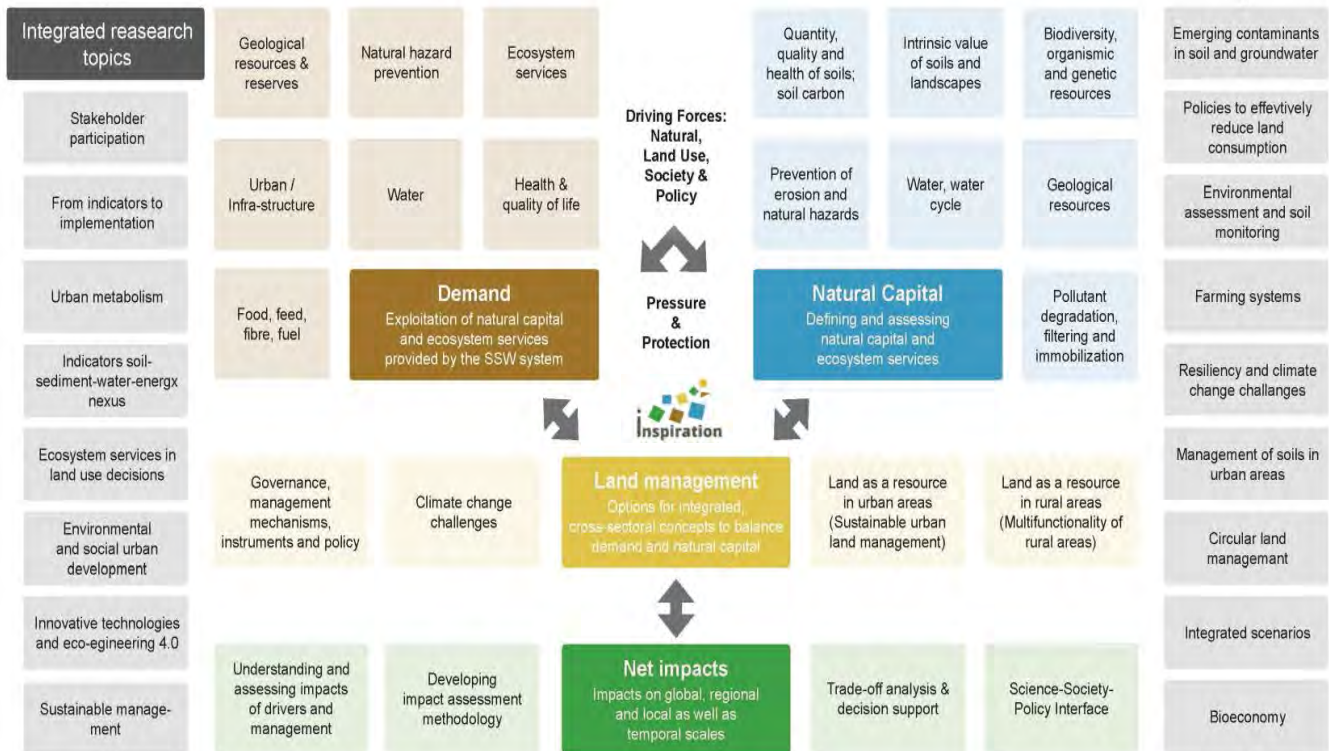 Integrated reasearch
topics
Stakeholder
participation
From indicators to
implementation
Urban metabolism
Indicators soil-
sediment-water-energx
nexus
Ecosystem services in
land use decisions
Environmental
and social urban
development
Innovative technologies
and eco-egineering 4.0
Sustainable manage-
ment
Geological
resources &
reserves
Natural hazard
prevention
Ecosystem
services
Urban /
Infra-structure
Water
Health &
quality of life
Food, feed,
fibre, fuel
Demand
Exploitation of natural capital
and ecosystem services
provided by the SSW system
Driving Forces:
Natural,
Land Use,
Society &
Policy
Pressure
&
Protection
inspiration
Quantity,
quality and
health of soils;
soil carbon
Intrinsic value
of soils and
landscapes
Biodiversity,
organismic
and genetic
resources
Prevention of
erosion and
natural hazards
Water, water
cycle
Geological
resources
Natural Capital
Defining and assessing
natural capital and
ecosystem services
Pollutant
degradation,
filtering and
immobilization
Governance,
management
mechanisms,
instruments and policy
Climate change
challenges
Land management
Options for integrated,
cross-sectoral concepts to balance
demand and natural capital
Land as a resource
in urban areas
(Sustainable urban
land management)
Land as a resource
in rural areas
(Multifunctionality of
rural areas)
Understanding and
assessing impacts
of drivers and
management
Developing
impact assessment
methodology
Net impacts
Impacts on global, regional
and local as well as
temporal scales
Trade-off analysis &
decision support
Science-Society-
Policy Interface
Emerging contaminants
in soil and groundwater
Policies to effevtively
reduce land
consumption
Environmental
assessment and soil
monitoring
Farming systems
Resiliency and climate
change challanges
Management of soils in
urban areas
Circular land
managemant
Integrated scenarios
Bioeconomy